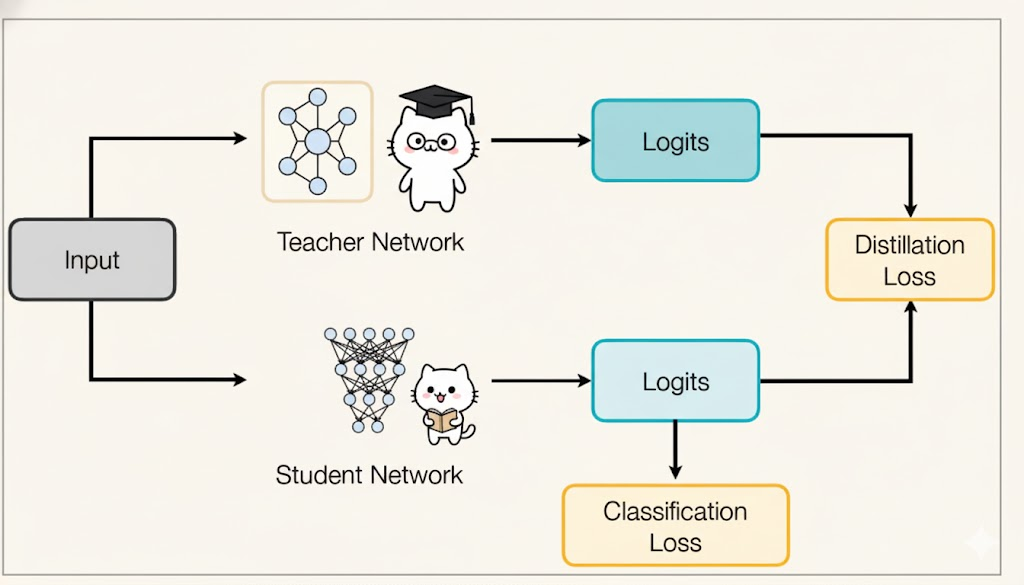 Input
Teacher Network
Logits
Distillation
Loss
Student Network
Logits
Classification
Loss